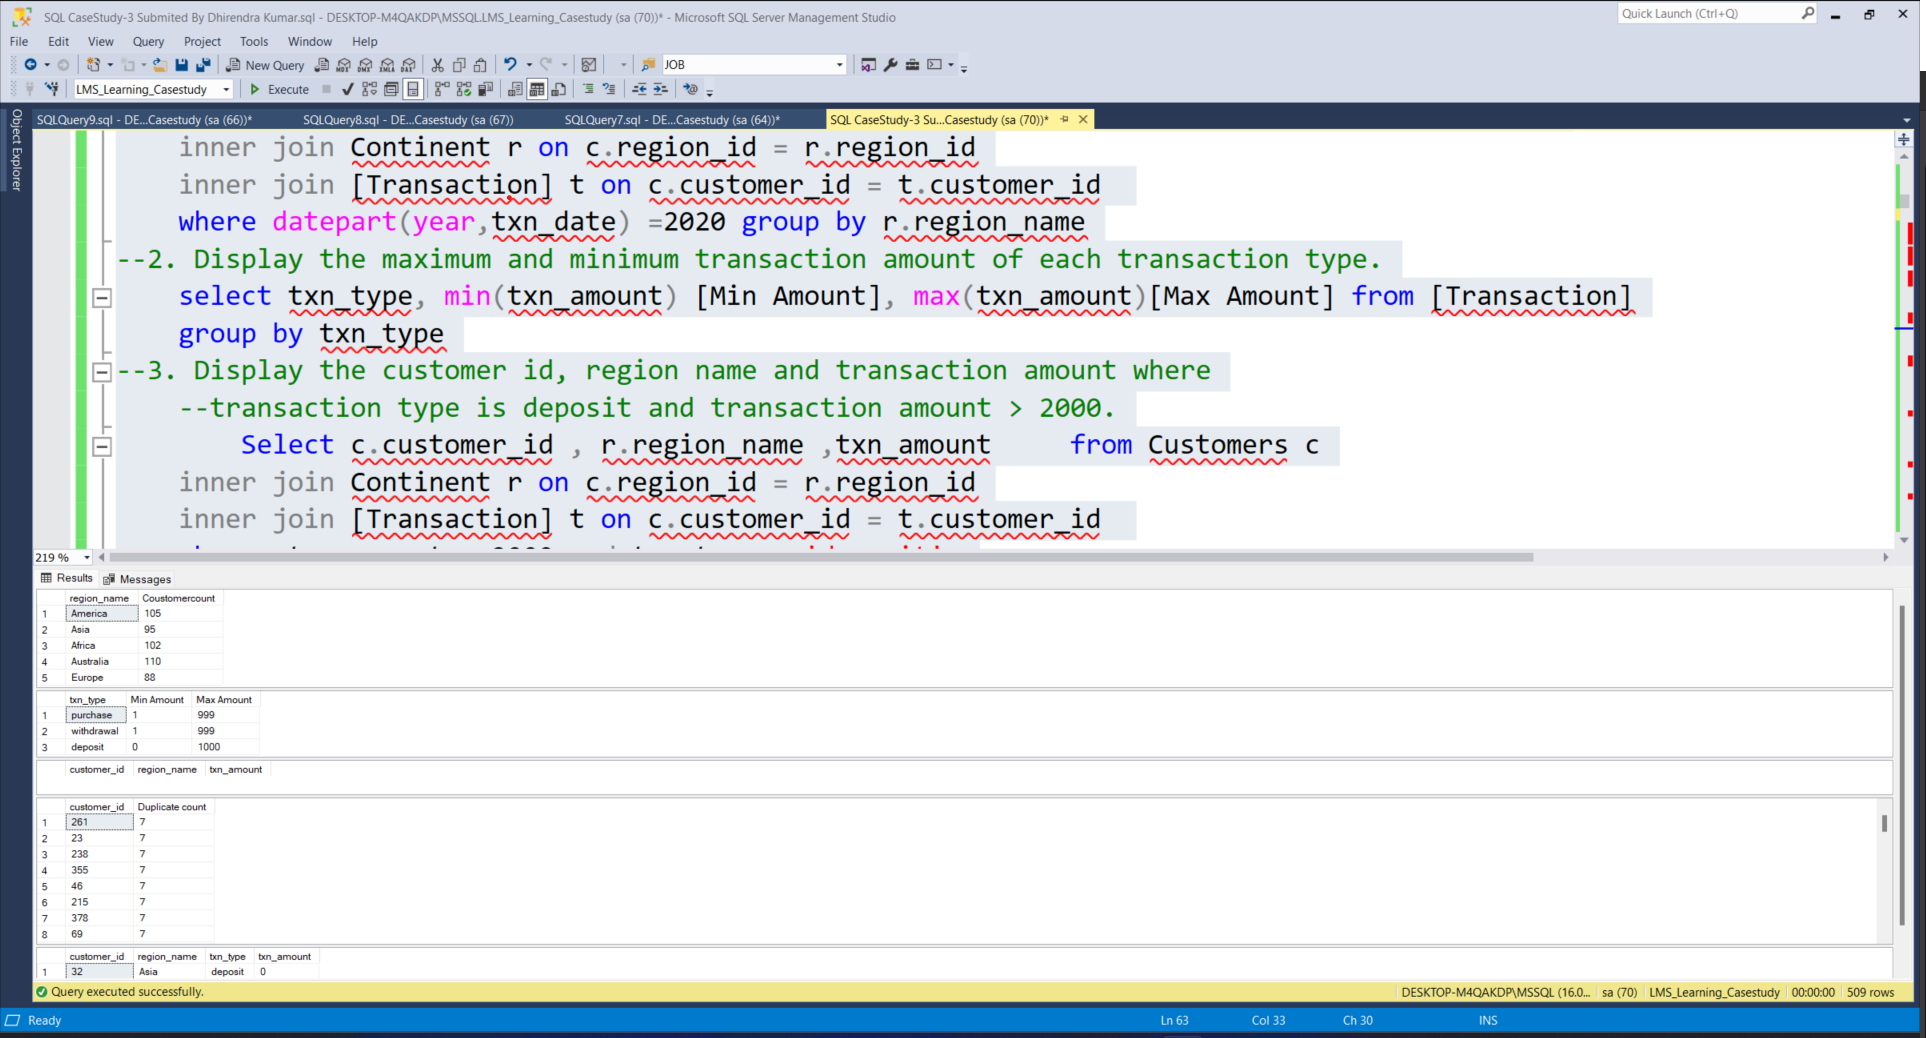 SQL CaseStudy-3 Submited By Dhirendra Kumar.sql - DESKTOP-M4QAKDP\MSSQL.LMS_Learning_Casestudy (sa (70))* - Microsoft SQL Server Management Studio
Quick Launch (Ctrl+Q)
File Edit View Query Project Tools Window Help
New Query MDX DMX XMLA DAX JOB
LMS_Learning_Casestudy Execute
Object Explorer
SQLQuery9.sql - DE...Casestudy (sa (66))* SQLQuery8.sql - DE...Casestudy (sa (67)) SQLQuery7.sql - DE...Casestudy (sa (64))* SQL CaseStudy-3 Su...Casestudy (sa (70))*
inner join Continent r on c.region_id = r.region_id
inner join [Transaction] t on c.customer_id = t.customer_id
where datepart(year,txn_date) =2020 group by r.region_name
--2. Display the maximum and minimum transaction amount of each transaction type.
select txn_type, min(txn_amount) [Min Amount], max(txn_amount)[Max Amount] from [Transaction]
group by txn_type
--3. Display the customer id, region name and transaction amount where
--transaction type is deposit and transaction amount > 2000.
Select c.customer_id , r.region_name ,txn_amount from Customers c
inner join Continent r on c.region_id = r.region_id
inner join [Transaction] t on c.customer_id = t.customer_id
219 %
Results Messages
region_name Coustomercount
1 America 105
2 Asia 95
3 Africa 102
4 Australia 110
5 Europe 88
txn_type Min Amount Max Amount
1 purchase 1 999
2 withdrawal 1 999
3 deposit 0 1000
customer_id region_name txn_amount
customer_id Duplicate count
1 261 7
2 23 7
3 238 7
4 355 7
5 46 7
6 215 7
7 378 7
8 69 7
customer_id region_name txn_type txn_amount
1 32 Asia deposit 0
Query executed successfully. DESKTOP-M4QAKDP\MSSQL (16.0... sa (70) LMS_Learning_Casestudy 00:00:00 509 rows
Ready Ln 63 Col 33 Ch 30 INS